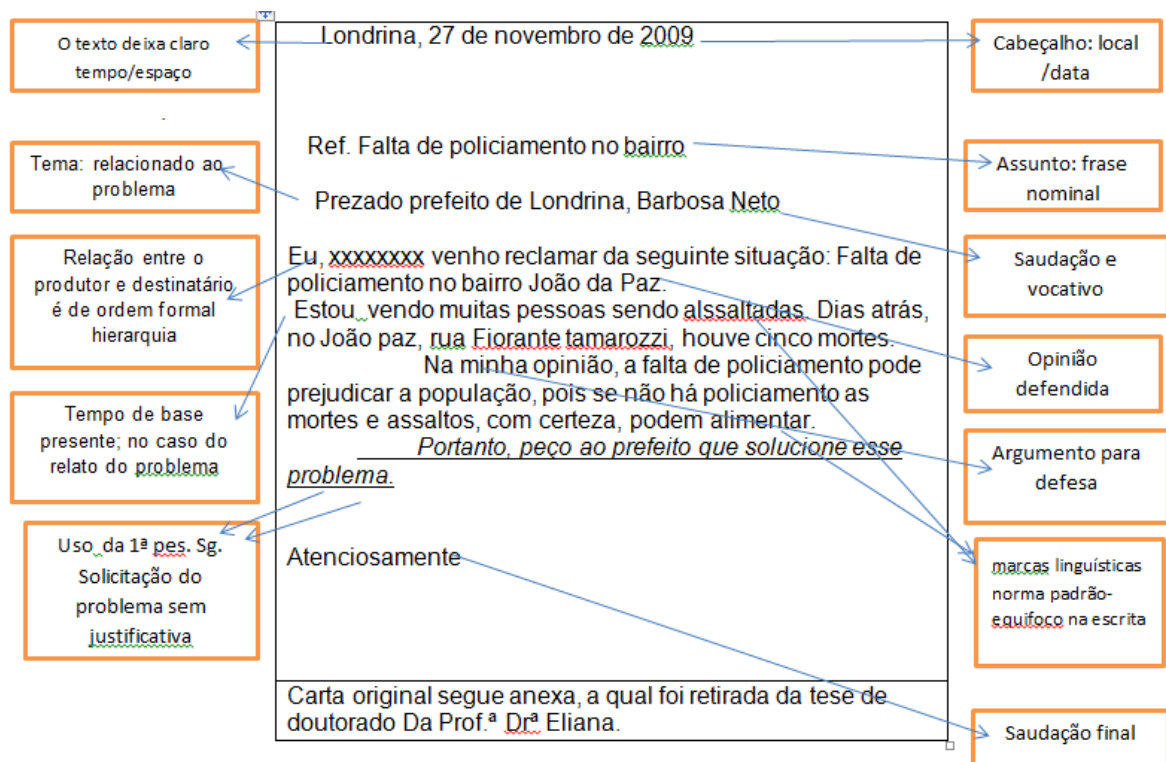 O texto deixa claro
tempo/espaço
Tema: relacionado ao
problema
Relação entre o
produtor e destinatário
é de ordem formal
hierarquia
Tempo de base
presente; no caso do
relato do problema
Uso da 1ª pes. Sg.
Solicitação do
problema sem
justificativa
Londrina, 27 de novembro de 2009
Ref. Falta de policiamento no bairro
Prezado prefeito de Londrina, Barbosa Neto
Eu, xxxxxxxx venho reclamar da seguinte situação: Falta de
policiamento no bairro João da Paz.
Estou vendo muitas pessoas sendo alssaltadas. Dias atrás,
no João paz, rua Fiorante tamarozzi, houve cinco mortes.
Na minha opinião, a falta de policiamento pode
prejudicar a população, pois se não há policiamento as
mortes e assaltos, com certeza, podem alimentar.
Portanto, peço ao prefeito que solucione esse
problema.
Atenciosamente
Carta original segue anexa, a qual foi retirada da tese de
doutorado Da Prof.ª Drª Eliana.
Cabeçalho: local
/data
Assunto: frase
nominal
Saudação e
vocativo
Opinião
defendida
Argumento para
defesa
marcas linguísticas
norma padrão-
equifoco na escrita
Saudação final